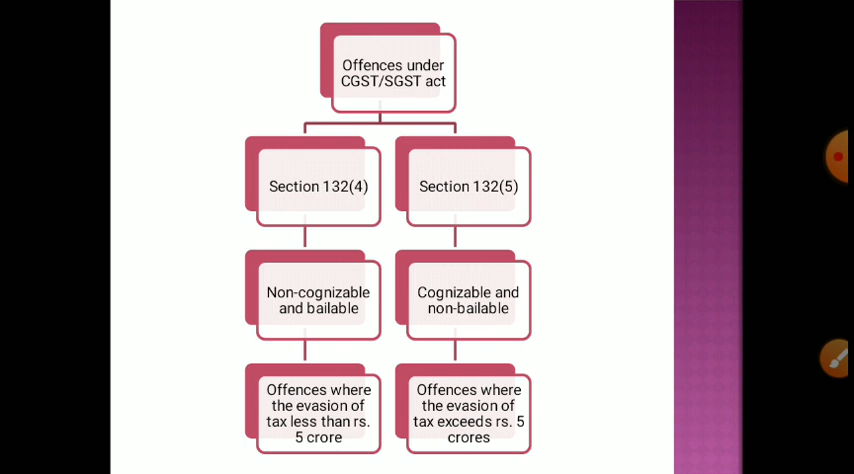 Offences under
CGST/SGST act
Section 132(4)
Section 132(5)
Non-cognizable
and bailable
Cognizable and
non-bailable
Offences where
the evasion of
tax less than rs.
5 crore
Offences where
the evasion of
tax exceeds rs. 5
crores